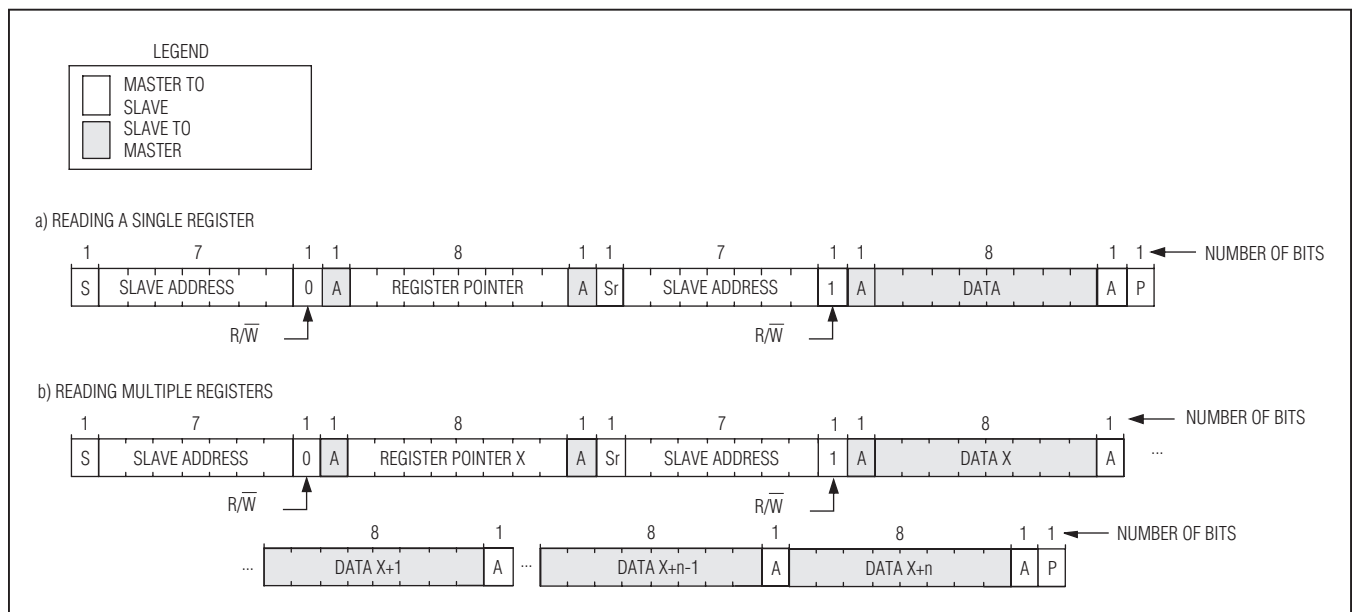 LEGEND
MASTER TO
SLAVE
SLAVE TO
MASTER
a) READING A SINGLE REGISTER
1 7 1 1 8 1 1 7 1 1 8 1 1 NUMBER OF BITS
S SLAVE ADDRESS 0 A REGISTER POINTER A Sr SLAVE ADDRESS 1 A DATA A P
R/W̅ R/W̅
b) READING MULTIPLE REGISTERS
1 7 1 1 8 1 1 7 1 1 8 1 NUMBER OF BITS
S SLAVE ADDRESS 0 A REGISTER POINTER X A Sr SLAVE ADDRESS 1 A DATA X A ...
R/W̅ R/W̅
8 1 8 1 8 1 1 NUMBER OF BITS
... DATA X+1 A ... DATA X+n-1 A DATA X+n A P